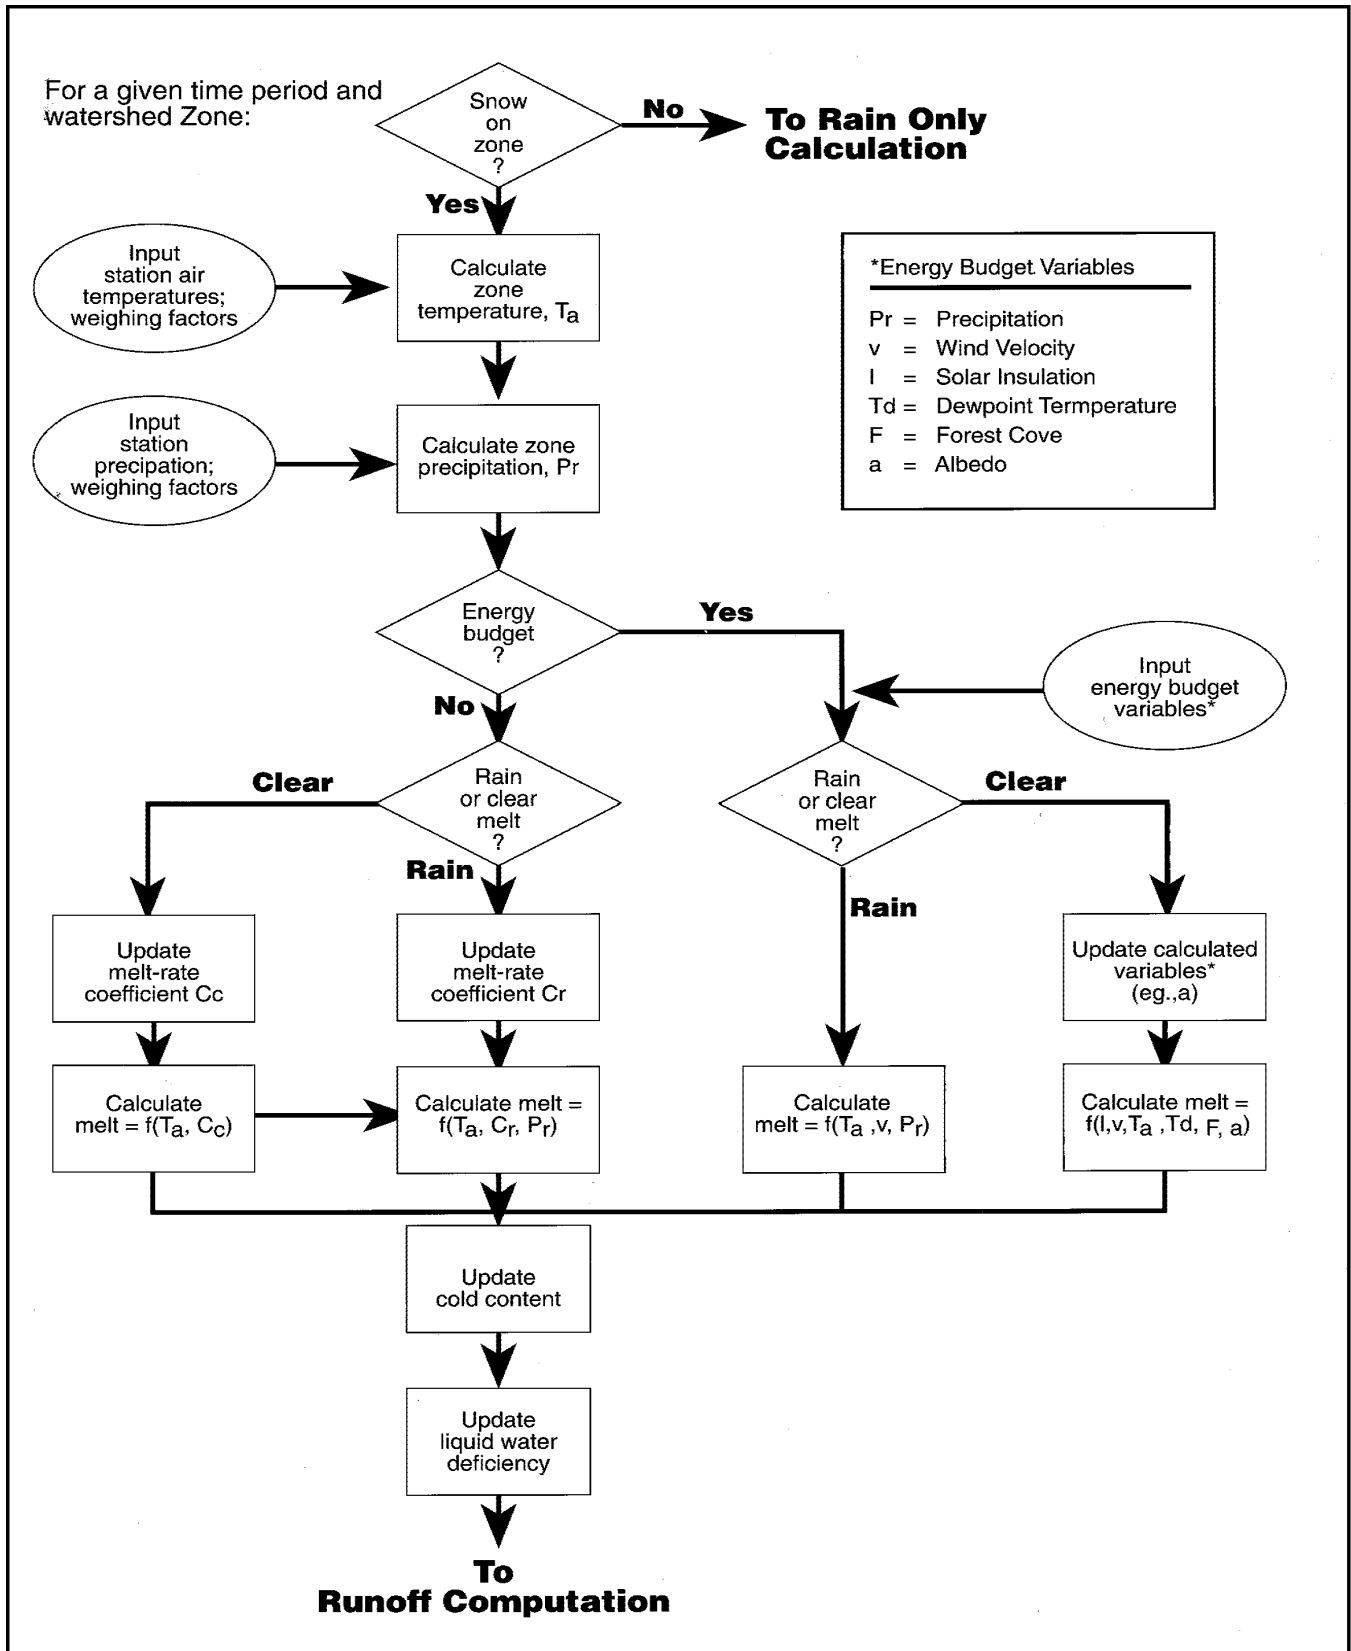 For a given time period and
watershed Zone:
Snow
on
zone
?
No
To Rain Only
Calculation
Yes
Input
station air
temperatures;
weighing factors
Calculate
zone
temperature, Ta
*Energy Budget Variables
Pr = Precipitation
v = Wind Velocity
I = Solar Insulation
Td = Dewpoint Termperature
F = Forest Cove
a = Albedo
Input
station
precipation;
weighing factors
Calculate zone
precipitation, Pr
Energy
budget
?
Yes
No
Input
energy budget
variables*
Clear
Rain
or clear
melt
?
Rain
Rain
or clear
melt
?
Clear
Rain
Update
melt-rate
coefficient Cc
Update
melt-rate
coefficient Cr
Update calculated
variables*
(eg.,a)
Calculate
melt = f(Ta, Cc)
Calculate melt =
f(Ta, Cr, Pr)
Calculate
melt = f(Ta ,v, Pr)
Calculate melt =
f(I,v,Ta ,Td, F, a)
Update
cold content
Update
liquid water
deficiency
To
Runoff Computation